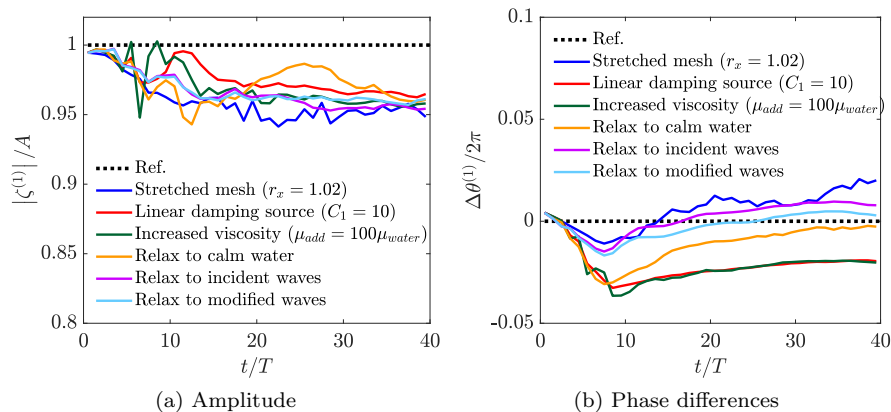 1
0.95
0.9
0.85
0.8
|ζ^(1)|/A
Ref.
Stretched mesh (r_x = 1.02)
Linear damping source (C_1 = 10)
Increased viscosity (μ_add = 100μ_water)
Relax to calm water
Relax to incident waves
Relax to modified waves
0 10 20 30 40
t/T
(a) Amplitude
0.1
0.05
0
-0.05
Δθ^(1)/2π
Ref.
Stretched mesh (r_x = 1.02)
Linear damping source (C_1 = 10)
Increased viscosity (μ_add = 100μ_water)
Relax to calm water
Relax to incident waves
Relax to modified waves
0 10 20 30 40
t/T
(b) Phase differences